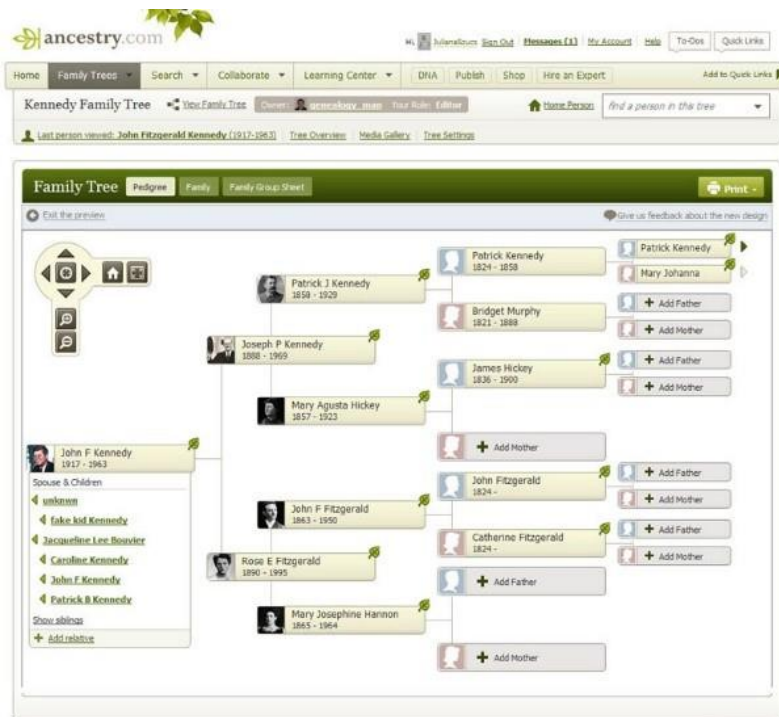 ancestry.com
Hi, JulianaSzucs Sign Out Messages (1) My Account Help To-Dos Quick Links
Home Family Trees Search Collaborate Learning Center DNA Publish Shop Hire an Expert Add to Quick Links
Kennedy Family Tree View Family Tree Owner: genealogy_man Your Role: Editor Home Person find a person in this tree
Last person viewed: John Fitzgerald Kennedy (1917-1963) Tree Overview Media Gallery Tree Settings
Family Tree Pedigree Family Family Group Sheet Print
Exit the preview Give us feedback about the new design
John F Kennedy
1917 - 1963
Spouse & Children
unknwn
fake kid Kennedy
Jacqueline Lee Bouvier
Caroline Kennedy
John F Kennedy
Patrick B Kennedy
Show siblings
Add relative
Joseph P Kennedy
1888 - 1969
Rose E Fitzgerald
1890 - 1995
Patrick J Kennedy
1858 - 1929
Mary Agusta Hickey
1857 - 1923
John F Fitzgerald
1863 - 1950
Mary Josephine Hannon
1865 - 1964
Patrick Kennedy
1824 - 1858
Bridget Murphy
1821 - 1888
James Hickey
1836 - 1900
+ Add Mother
John Fitzgerald
1824 -
Catherine Fitzgerald
1824 -
+ Add Father
+ Add Mother
Patrick Kennedy
Mary Johanna
+ Add Father
+ Add Mother
+ Add Father
+ Add Mother
+ Add Father
+ Add Mother
+ Add Father
+ Add Mother